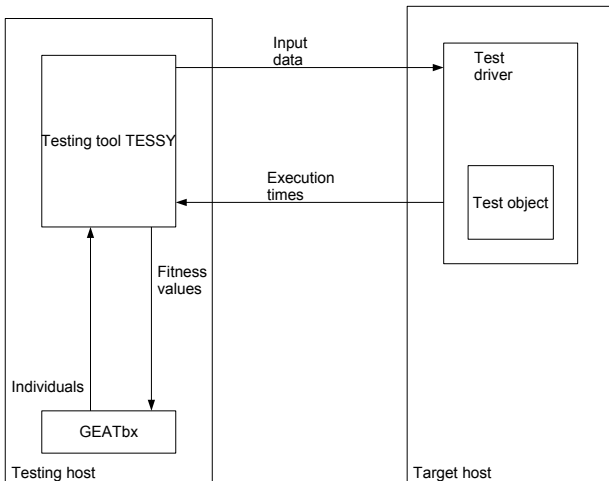 Input
data
Test
driver
Testing tool TESSY
Execution
times
Test object
Fitness
values
Individuals
GEATbx
Testing host
Target host